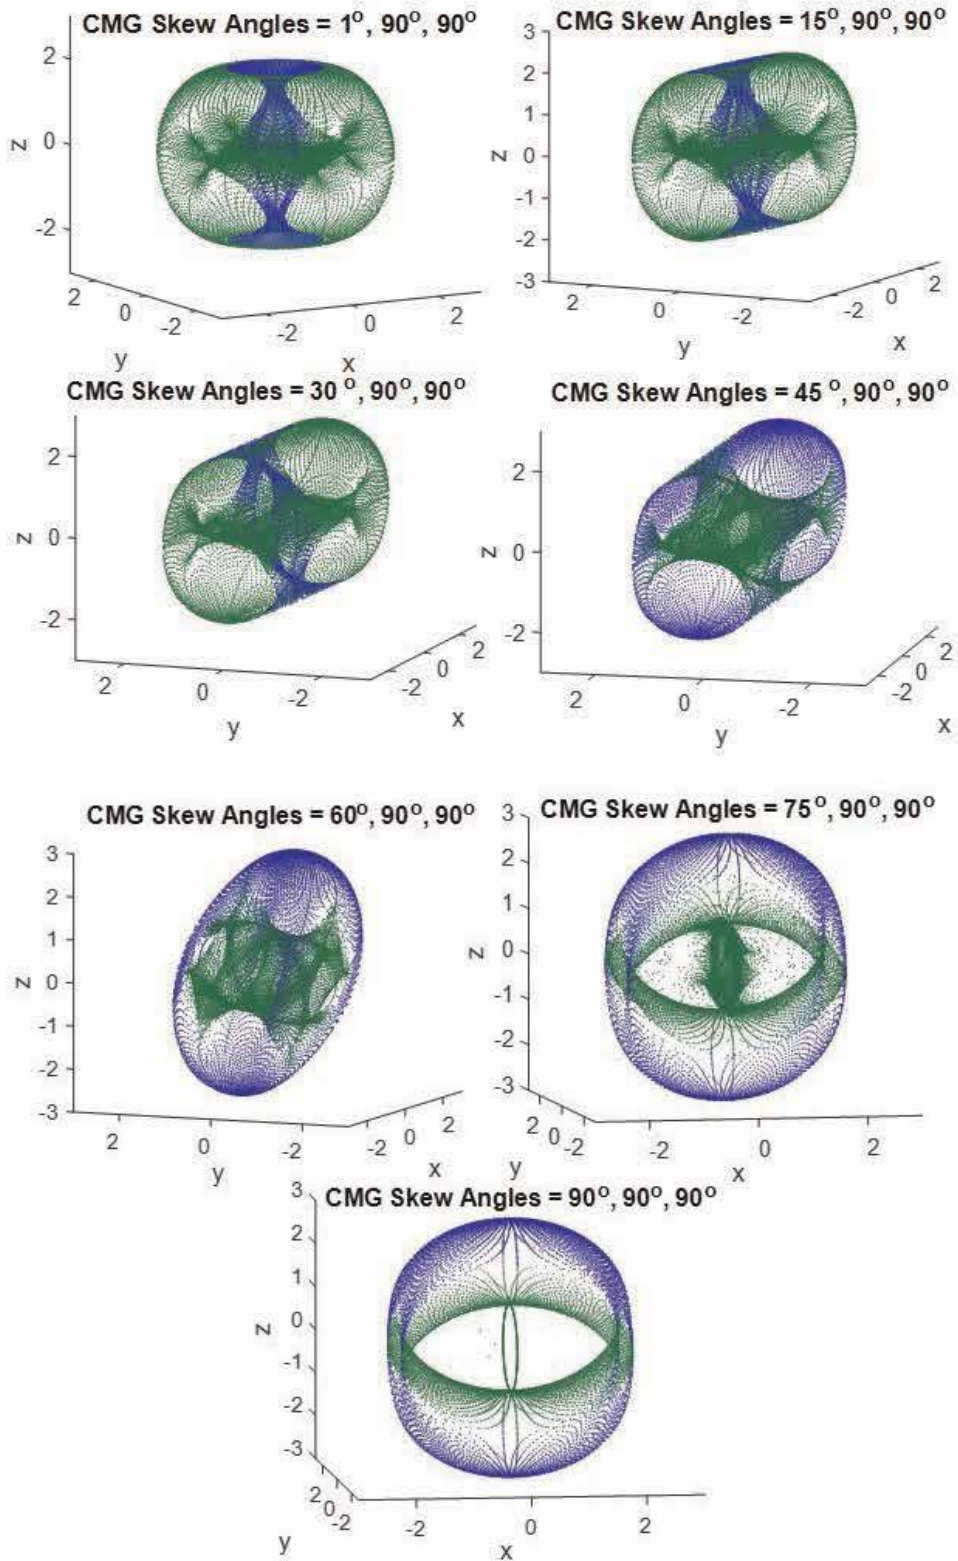 CMG Skew Angles = 1°, 90°, 90°
2
0
-2
z
2
0
-2
y
-2
0
2
x
CMG Skew Angles = 15°, 90°, 90°
3
2
1
0
-1
-2
-3
z
2
0
-2
y
-2
0
2
x
CMG Skew Angles = 30°, 90°, 90°
2
0
-2
z
2
0
-2
y
-2
0
2
x
CMG Skew Angles = 45°, 90°, 90°
2
0
-2
z
2
0
-2
y
-2
0
2
x
CMG Skew Angles = 60°, 90°, 90°
3
2
1
0
-1
-2
-3
z
2
0
-2
y
-2
0
2
x
CMG Skew Angles = 75°, 90°, 90°
3
2
1
0
-1
-2
-3
z
2
0
-2
y
-2
0
2
x
CMG Skew Angles = 90°, 90°, 90°
3
2
1
0
-1
-2
-3
z
2
0
-2
y
-2
0
2
x